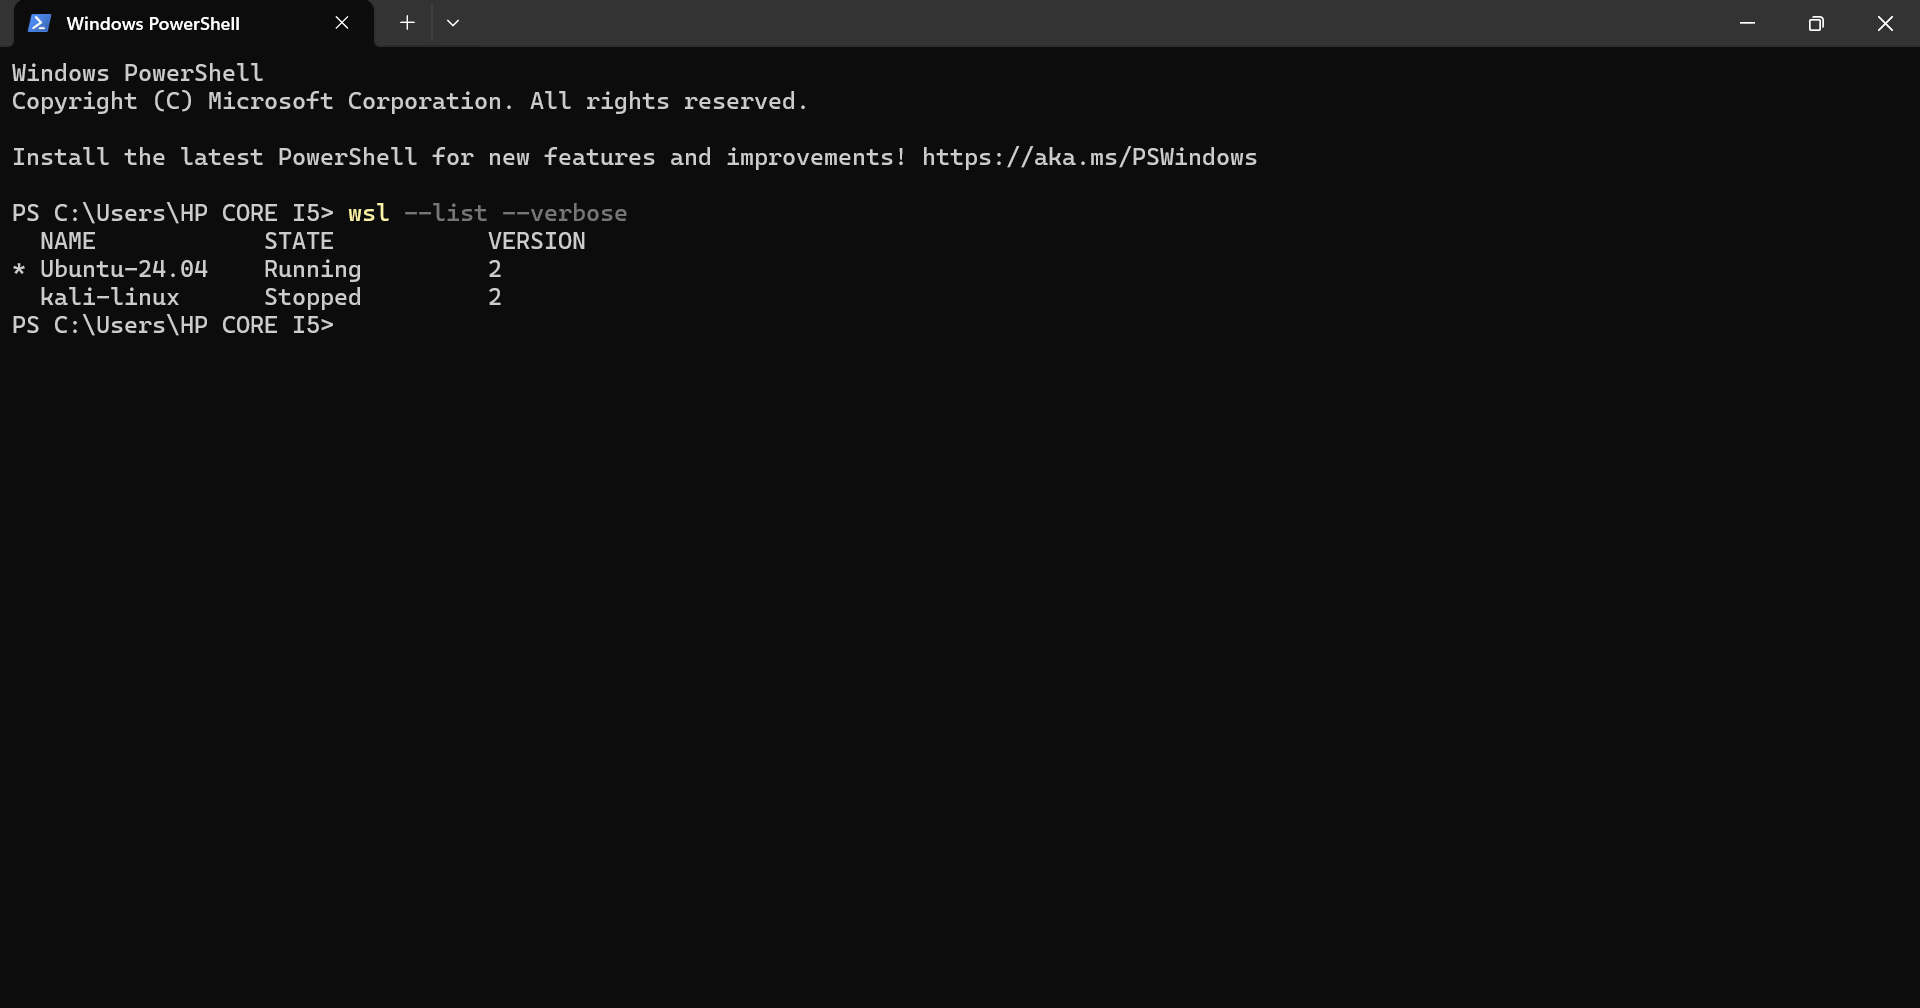 Windows PowerShell
Windows PowerShell
Copyright (C) Microsoft Corporation. All rights reserved.
Install the latest PowerShell for new features and improvements! https://aka.ms/PSWindows
PS C:\Users\HP CORE I5> wsl --list --verbose
  NAME            STATE           VERSION
* Ubuntu-24.04    Running         2
  kali-linux      Stopped         2
PS C:\Users\HP CORE I5>